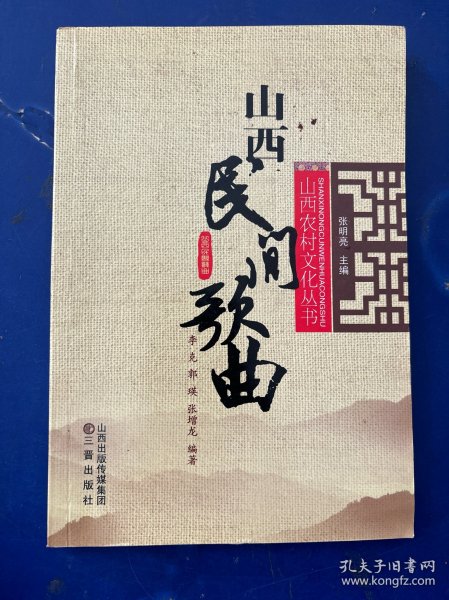 山西
民间歌曲
山西农村文化丛书
SHANXINONGCUNWENHUACONGSHU
张明亮 主编
李克 郭瑛 张增龙 编著
山西出版传媒集团
三晋出版社
孔夫子旧书网
www.kongfz.com